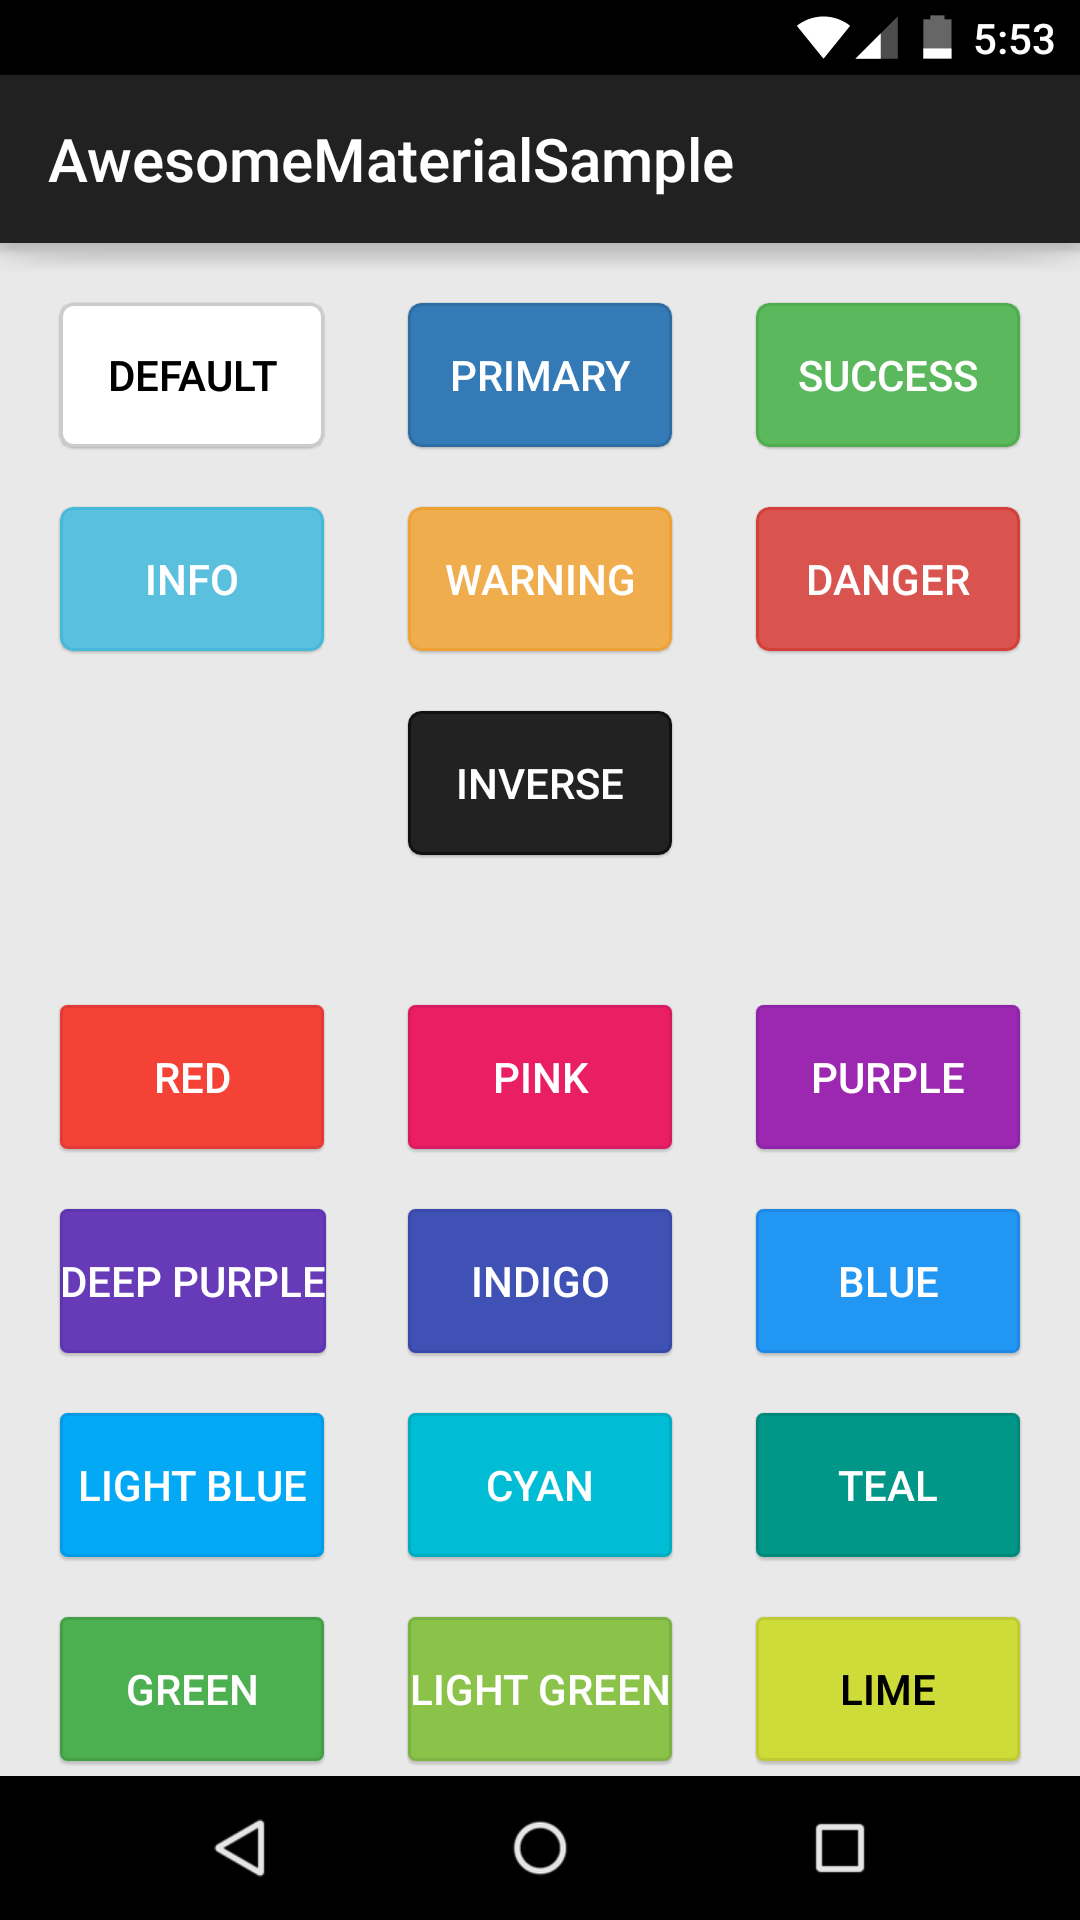 5:53
AwesomeMaterialSample
DEFAULT PRIMARY SUCCESS
INFO WARNING DANGER
INVERSE
RED PINK PURPLE
DEEP PURPLE INDIGO BLUE
LIGHT BLUE CYAN TEAL
GREEN LIGHT GREEN LIME